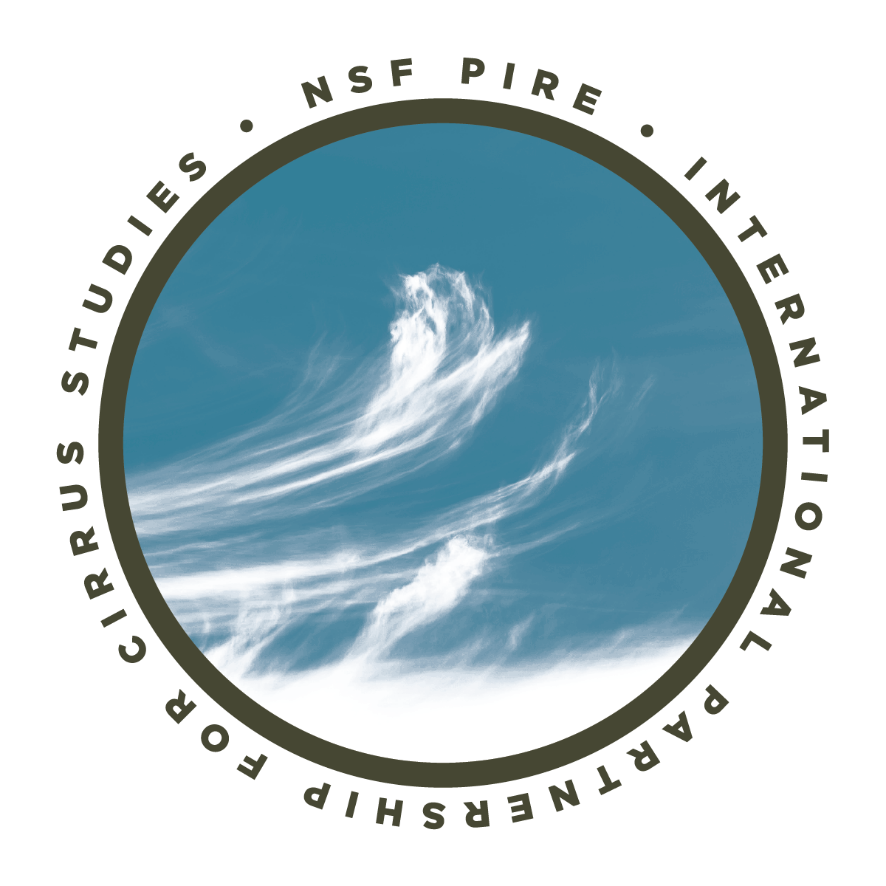 NSF PIRE • INTERNATIONAL PARTNERSHIP FOR CIRRUS STUDIES •